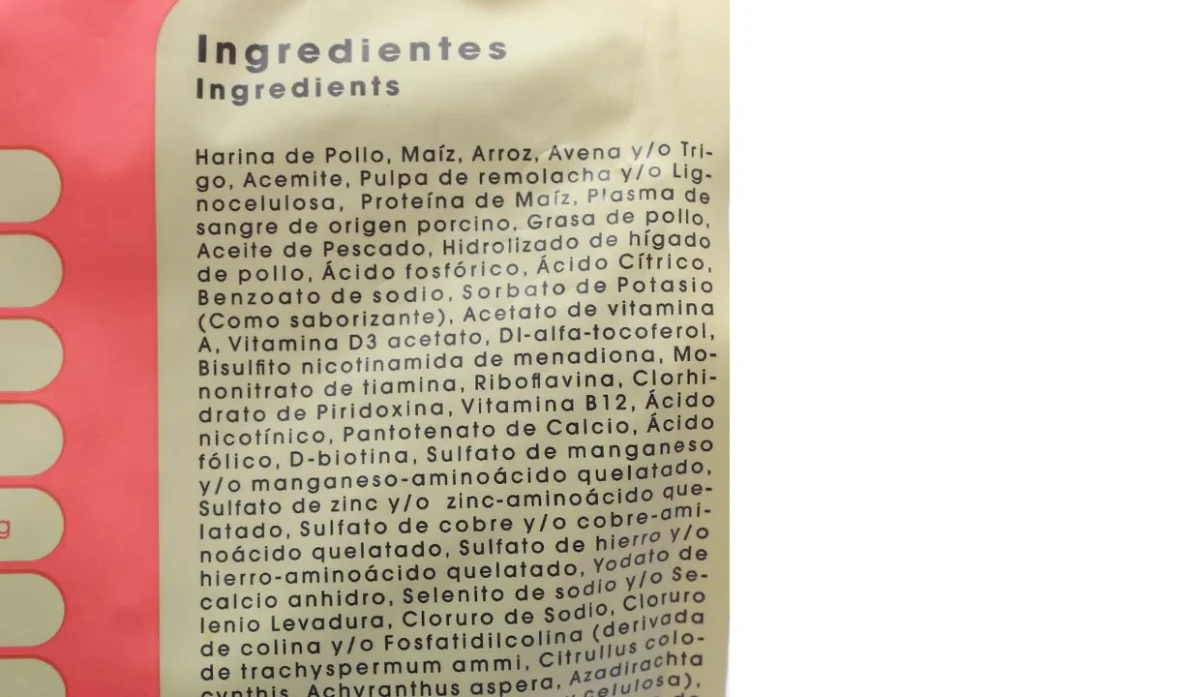 Ingredientes
Ingredients
Harina de Pollo, Maíz, Arroz, Avena y/o Tri-
go, Acemite, Pulpa de remolacha y/o Lig-
nocelulosa, Proteína de Maíz, Plasma de
sangre de origen porcino, Grasa de pollo,
Aceite de Pescado, Hidrolizado de hígado
de pollo, Ácido fosfórico, Ácido Cítrico,
Benzoato de sodio, Sorbato de Potasio
(Como saborizante), Acetato de vitamina
A, Vitamina D3 acetato, Dl-alfa-tocoferol,
Bisulfito nicotinamida de menadiona, Mo-
nonitrato de tiamina, Riboflavina, Clorhi-
drato de Piridoxina, Vitamina B12, Ácido
nicotínico, Pantotenato de Calcio, Ácido
fólico, D-biotina, Sulfato de manganeso
y/o manganeso-aminoácido quelatado,
Sulfato de zinc y/o zinc-aminoácido que-
latado, Sulfato de cobre y/o cobre-ami-
noácido quelatado, Sulfato de hierro y/o
hierro-aminoácido quelatado, Yodato de
calcio anhidro, Selenito de sodio y/o Se-
lenio Levadura, Cloruro de Sodio, Cloruro
de colina y/o Fosfatidilcolina (derivada
de trachyspermum ammi, Citrullus colo-
cynthis, Achyranthus aspera, Azadirachta
celulosa),
g